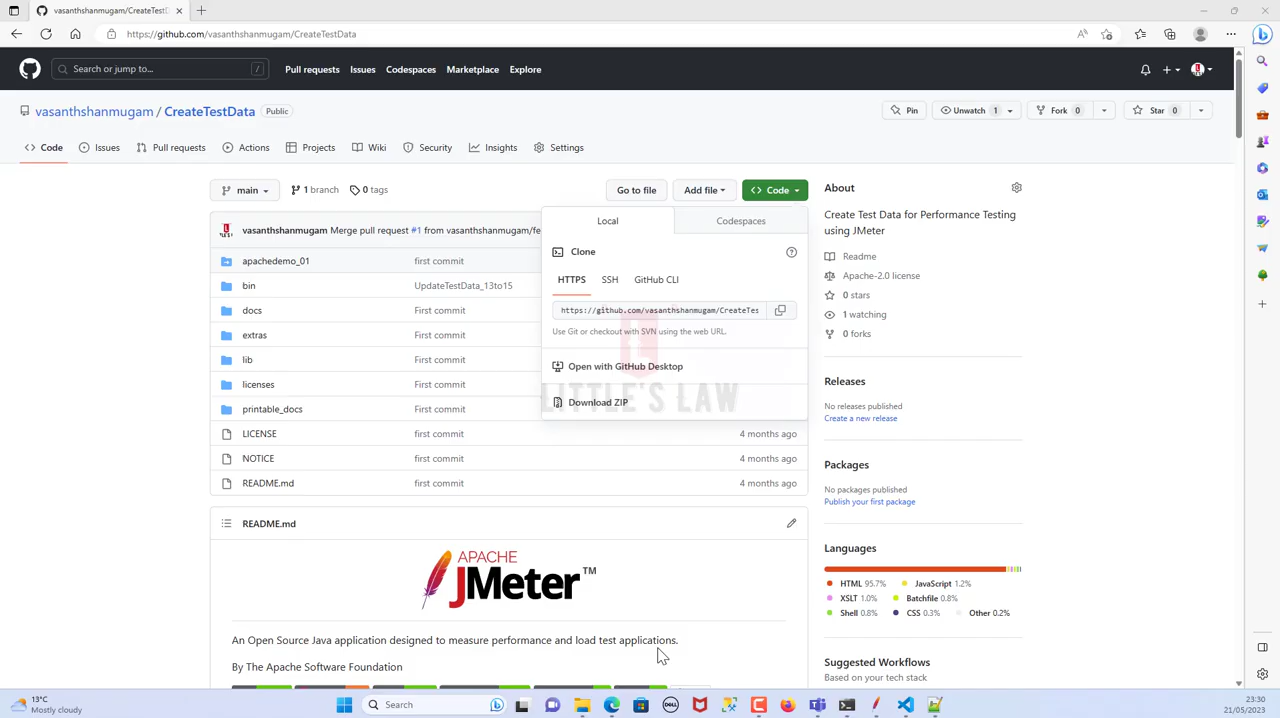 vasanthshanmugam/CreateTestD
https://github.com/vasanthshanmugam/CreateTestData
Search or jump to...
/
Pull requests
Issues
Codespaces
Marketplace
Explore
vasanthshanmugam / CreateTestData
Public
Pin
Unwatch 1
Fork 0
Star 0
Code
Issues
Pull requests
Actions
Projects
Wiki
Security
Insights
Settings
main
1 branch
0 tags
Go to file
Add file
Code
vasanthshanmugam Merge pull request #1 from vasanthshanmugam/fe
apachedemo_01 first commit
bin UpdateTestData_13to15
docs First commit
extras First commit
lib First commit
licenses First commit
printable_docs First commit
LICENSE first commit 4 months ago
NOTICE first commit 4 months ago
README.md first commit 4 months ago
Local
Codespaces
Clone
HTTPS
SSH
GitHub CLI
https://github.com/vasanthshanmugam/CreateTes
Use Git or checkout with SVN using the web URL.
Open with GitHub Desktop
Download ZIP
LITTLE'S LAW
README.md
APACHE
JMeter™
An Open Source Java application designed to measure performance and load test applications.
By The Apache Software Foundation
About
Create Test Data for Performance Testing
using JMeter
Readme
Apache-2.0 license
0 stars
1 watching
0 forks
Releases
No releases published
Create a new release
Packages
No packages published
Publish your first package
Languages
HTML 95.7%
JavaScript 1.2%
XSLT 1.0%
Batchfile 0.8%
Shell 0.8%
CSS 0.3%
Other 0.2%
Suggested Workflows
Based on your tech stack
13°C
Mostly cloudy
Search
DELL
23:30
21/05/2023